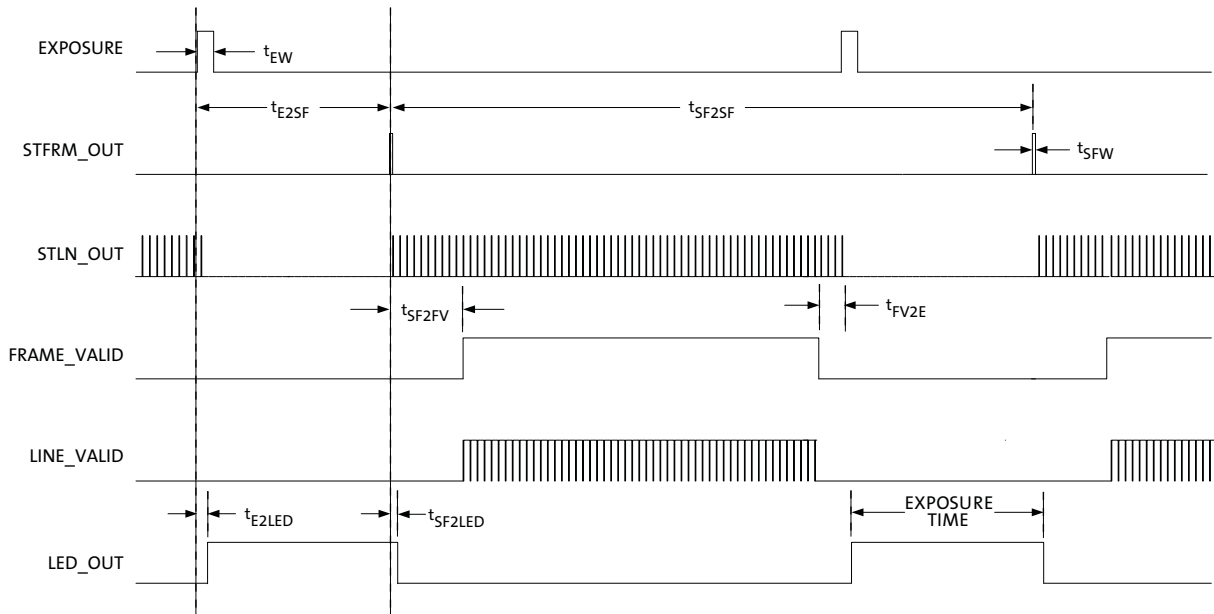 EXPOSURE
tEW
tE2SF
tSF2SF
STFRM_OUT
tSFW
STLN_OUT
tSF2FV
tFV2E
FRAME_VALID
LINE_VALID
tE2LED
tSF2LED
EXPOSURE
TIME
LED_OUT